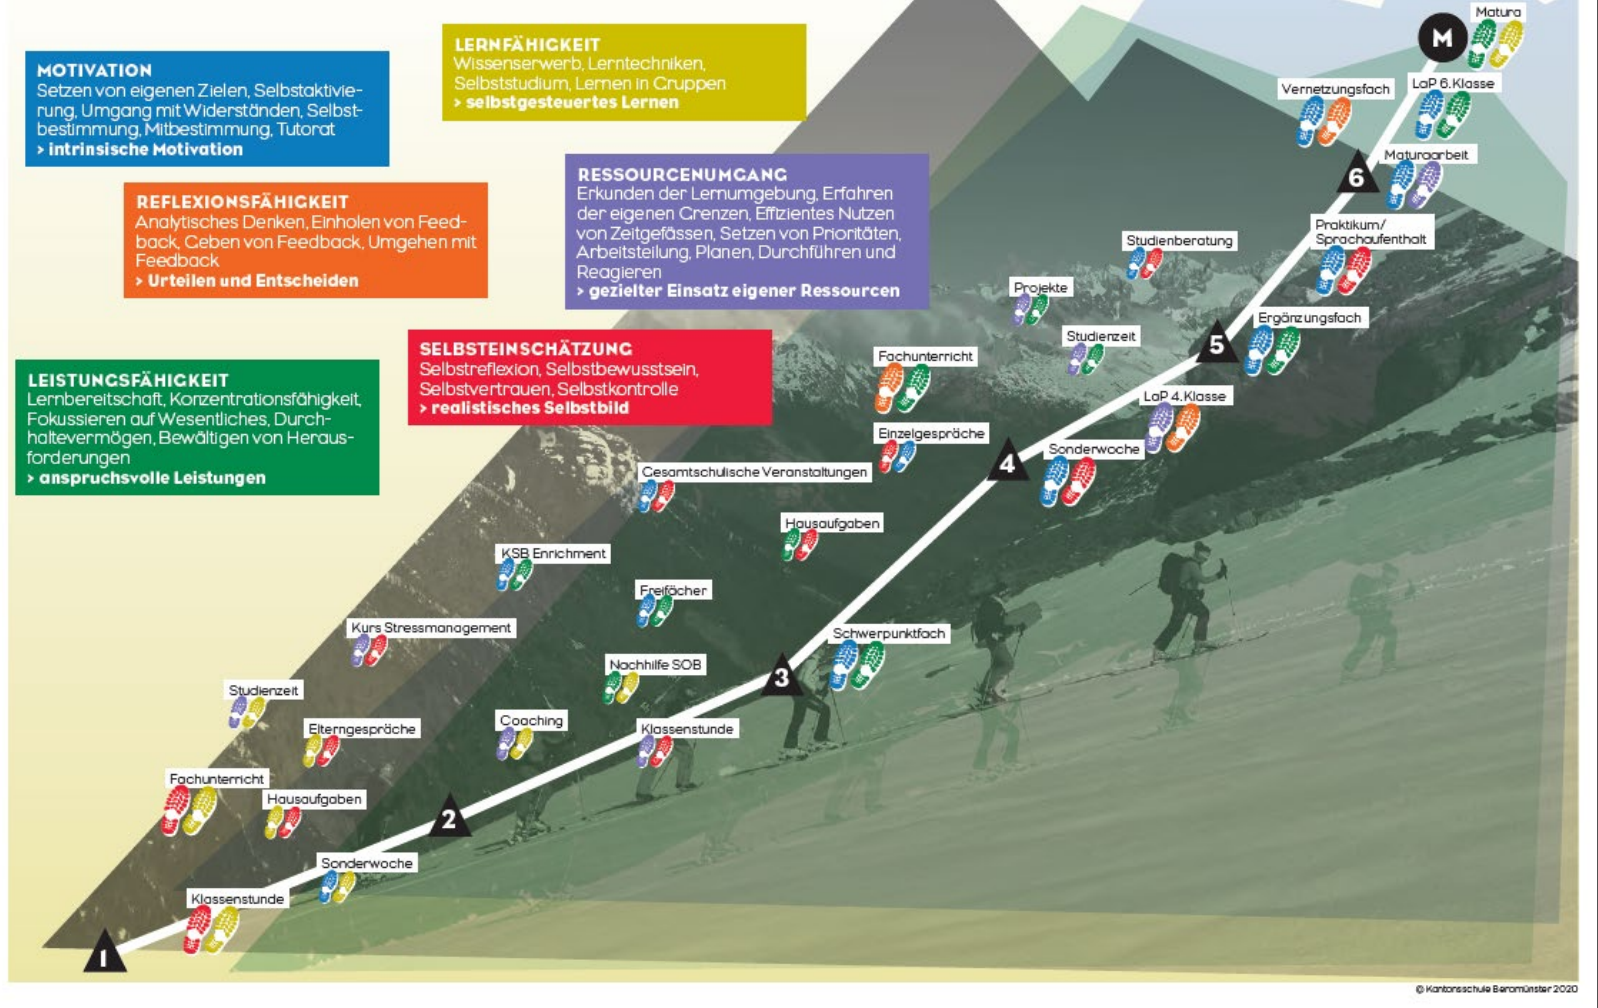 MOTIVATION
Setzen von eigenen Zielen, Selbstaktivie-
rung, Umgang mit Widerständen, Selbst-
bestimmung, Mitbestimmung, Tutorat
> intrinsische Motivation
LERNFÄHIGKEIT
Wissenserwerb, Lerntechniken,
Selbststudium, Lernen in Gruppen
> selbstgesteuertes Lernen
REFLEXIONSFÄHIGKEIT
Analytisches Denken, Einholen von Feed-
back, Geben von Feedback, Umgehen mit
Feedback
> Urteilen und Entscheiden
RESSOURCENUMGANG
Erkunden der Lernumgebung, Erfahren
der eigenen Grenzen, Effizientes Nutzen
von Zeitgefässen, Setzen von Prioritäten,
Arbeitsteilung, Planen, Durchführen und
Reagieren
> gezielter Einsatz eigener Ressourcen
SELBSTEINSCHÄTZUNG
Selbstreflexion, Selbstbewusstsein,
Selbstvertrauen, Selbstkontrolle
> realistisches Selbstbild
LEISTUNGSFÄHIGKEIT
Lernbereitschaft, Konzentrationsfähigkeit,
Fokussieren auf Wesentliches, Durch-
haltevermögen, Bewältigen von Heraus-
forderungen
> anspruchsvolle Leistungen
Matura
M
Vernetzungsfach
LaP 6.Klasse
Maturaarbeit
6
Praktikum/
Sprachaufenthalt
Studienberatung
Projekte
Ergänzungsfach
Studienzeit
5
Fachunterricht
LaP 4.Klasse
Einzelgespräche
Sonderwoche
4
Gesamtschulische Veranstaltungen
Hausaufgaben
KSB Enrichment
Freifächer
Kurs Stressmanagement
Schwerpunktfach
Nachhilfe SOB
3
Studienzeit
Coaching
Klassenstunde
Elterngespräche
Fachunterricht
Hausaufgaben
2
Sonderwoche
Klassenstunde
1
© Kantonsschule Beromünster 2020